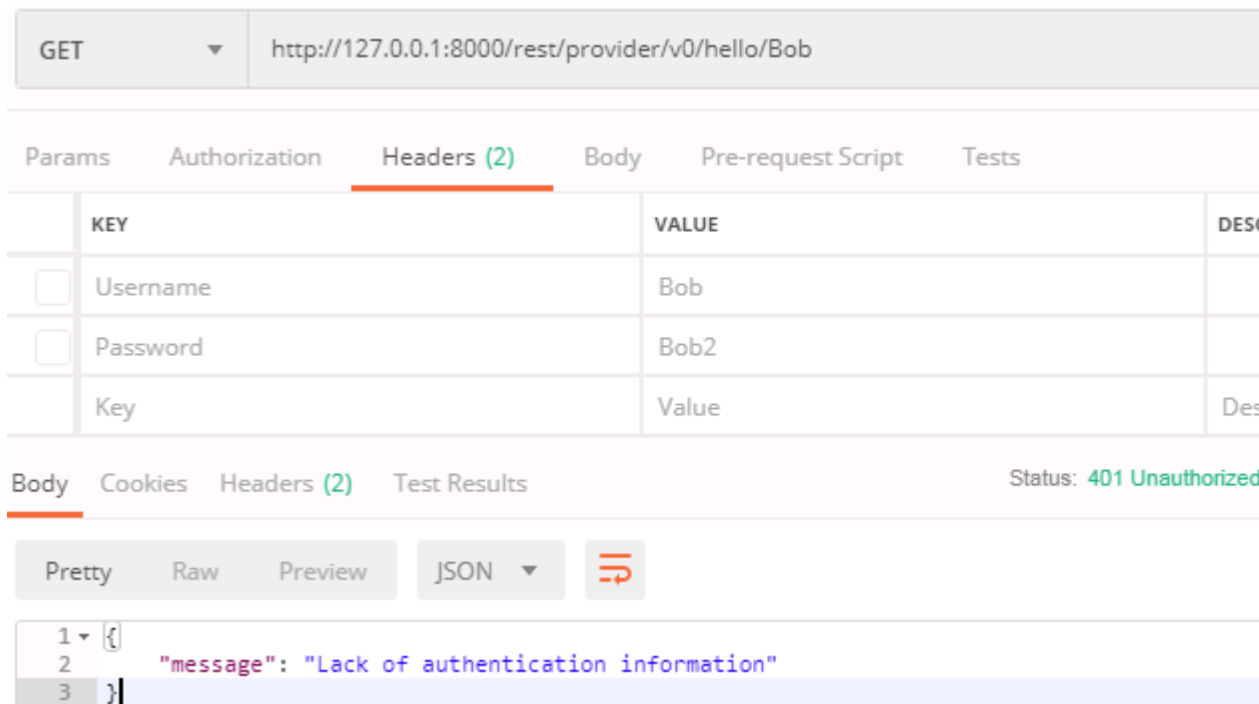 GET http://127.0.0.1:8000/rest/provider/v0/hello/Bob
Params Authorization Headers (2) Body Pre-request Script Tests
KEY VALUE DESC
Username Bob
Password Bob2
Key Value Des
Body Cookies Headers (2) Test Results Status: 401 Unauthorized
Pretty Raw Preview JSON
1 {
2 "message": "Lack of authentication information"
3 }